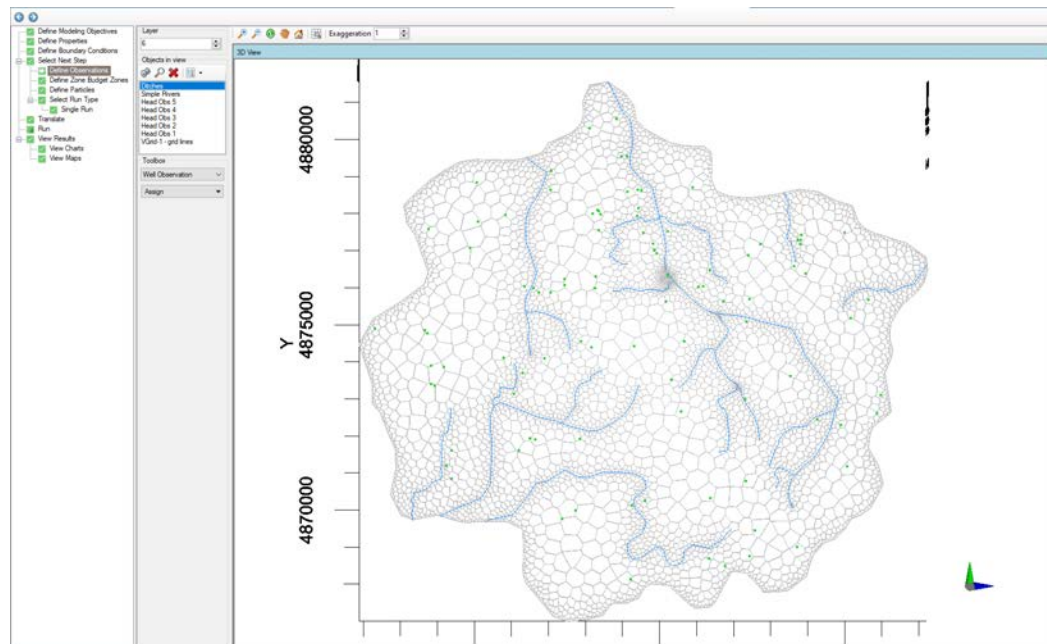 Define Modeling Objectives
Define Properties
Define Boundary Conditions
Select Next Step
Define Observations
Define Zone Budget Zones
Define Particles
Select Run Type
Single Run
Translate
Run
View Results
View Charts
View Maps
Layer
6
Objects in view
Ditches
Simple Rivers
Head Obs 5
Head Obs 4
Head Obs 3
Head Obs 2
Head Obs 1
VGrid-1 - grid lines
Toolbox
Well Observation
Assign
Exaggeration 1
3D View
Y
4880000
4875000
4870000